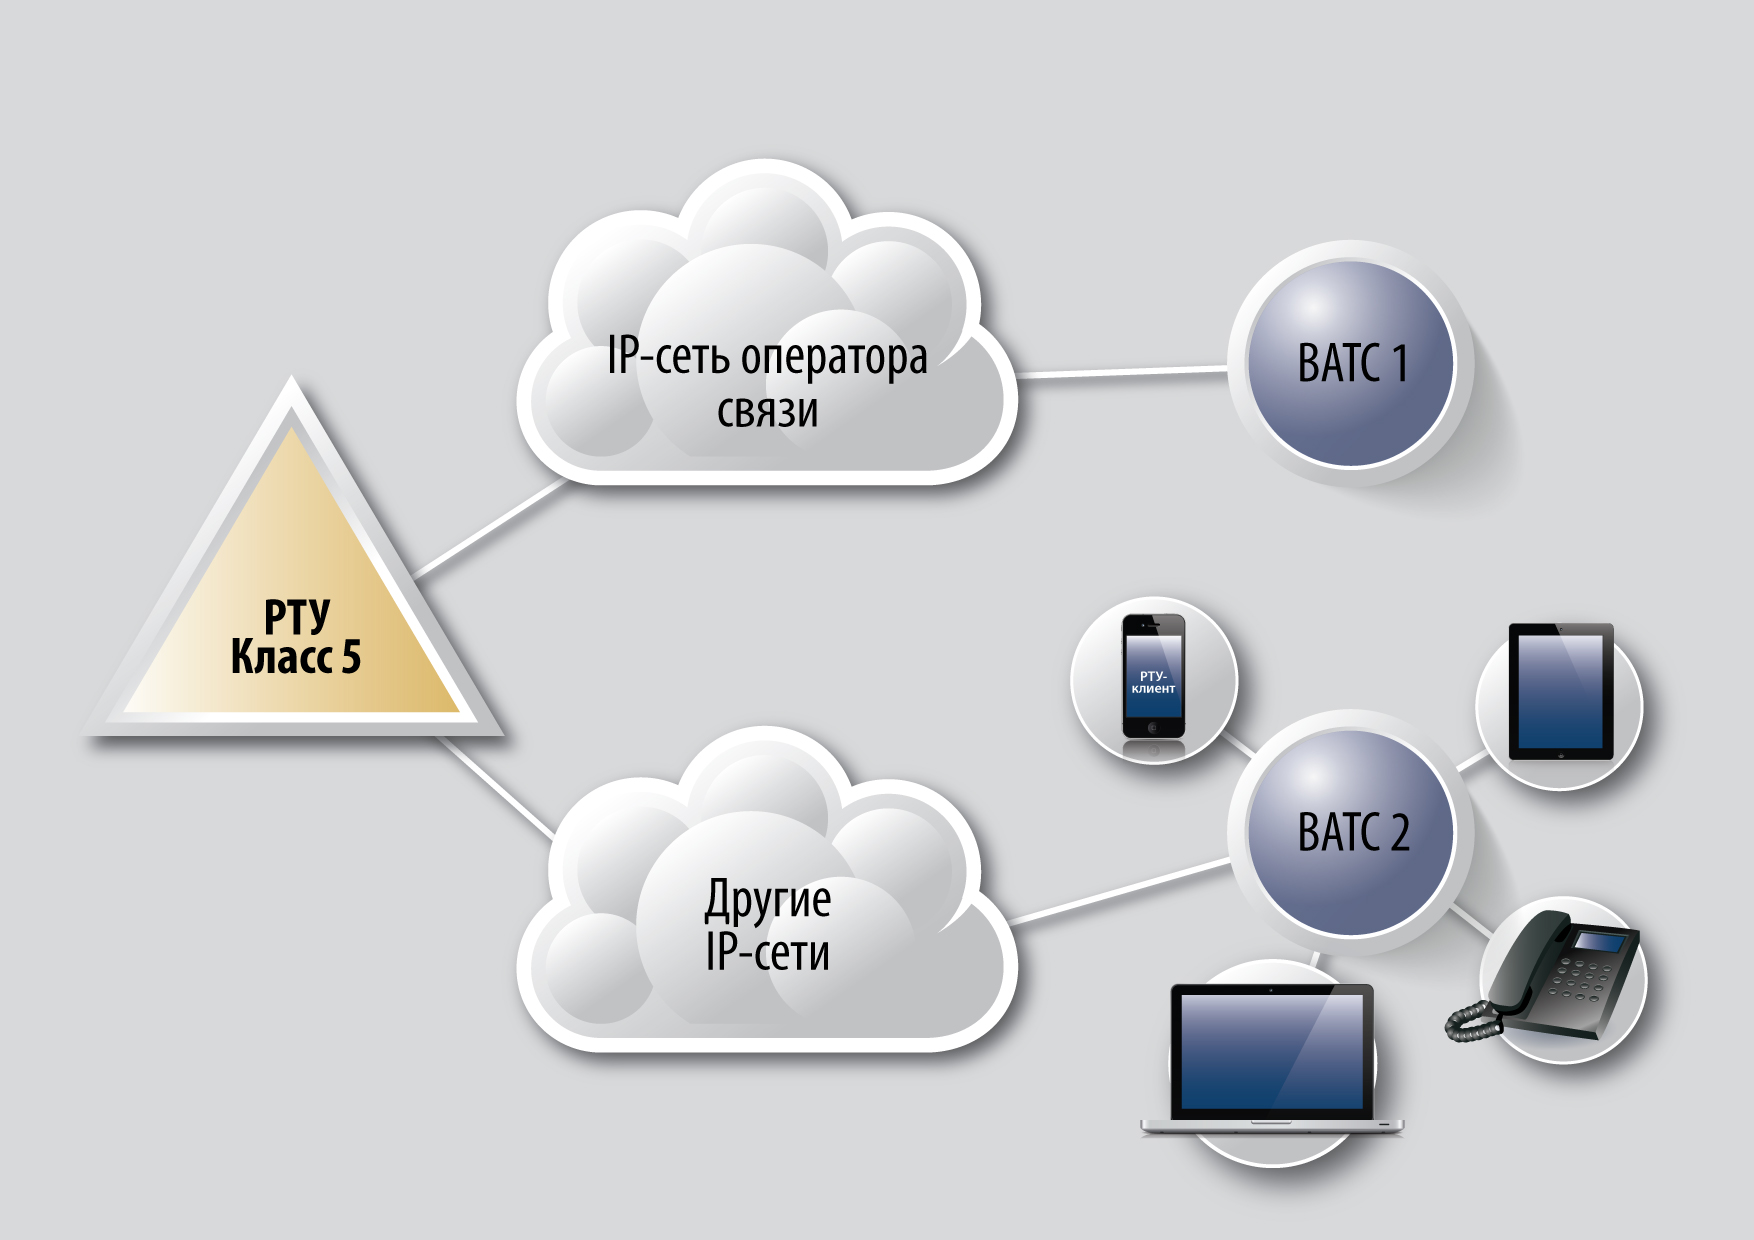 IP-сеть оператора
связи
ВАТС 1
РТУ
Класс 5
РТУ-
клиент
ВАТС 2
Другие
IP-сети